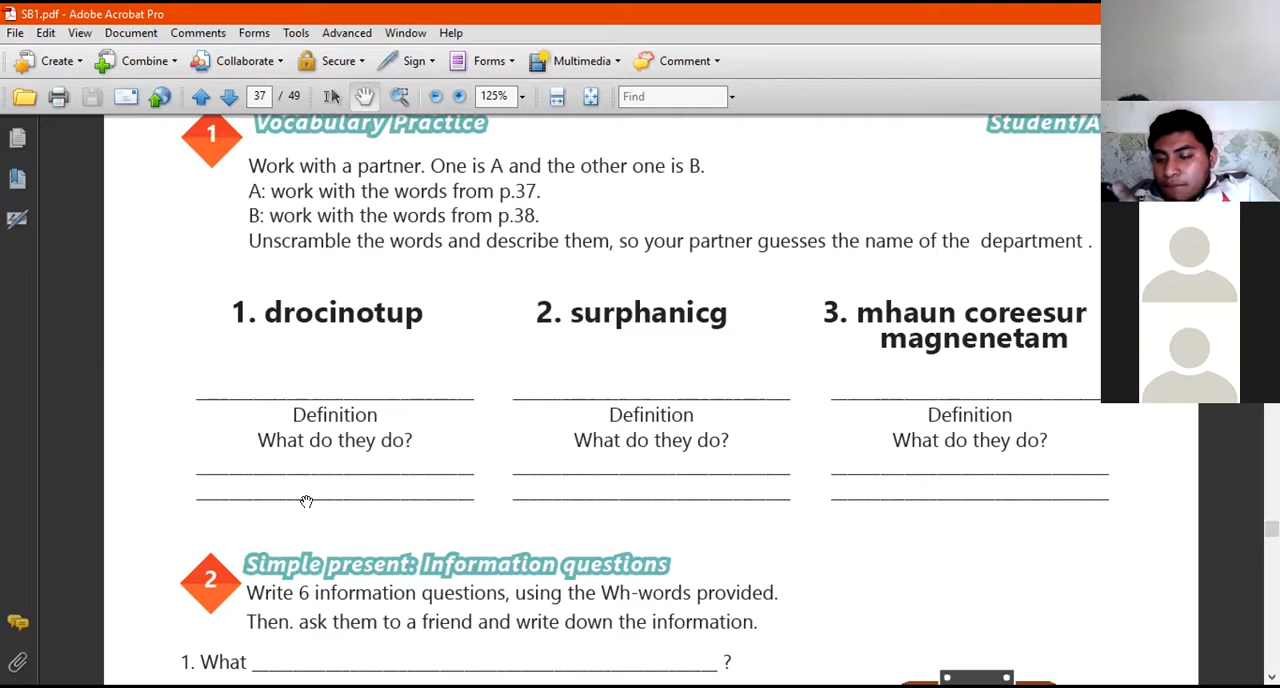 SB1.pdf - Adobe Acrobat Pro
File Edit View Document Comments Forms Tools Advanced Window Help
Create Combine Collaborate Secure Sign Forms Multimedia Comment
37 / 49 125% Find
1 Vocabulary Practice Student/A
Work with a partner. One is A and the other one is B.
A: work with the words from p.37.
B: work with the words from p.38.
Unscramble the words and describe them, so your partner guesses the name of the department .
1. drocinotup 2. surphanicg 3. mhaun coreesur
magnenetam
Definition Definition Definition
What do they do? What do they do? What do they do?
2 Simple present: Information questions
Write 6 information questions, using the Wh-words provided.
Then. ask them to a friend and write down the information.
1. What ______ ?